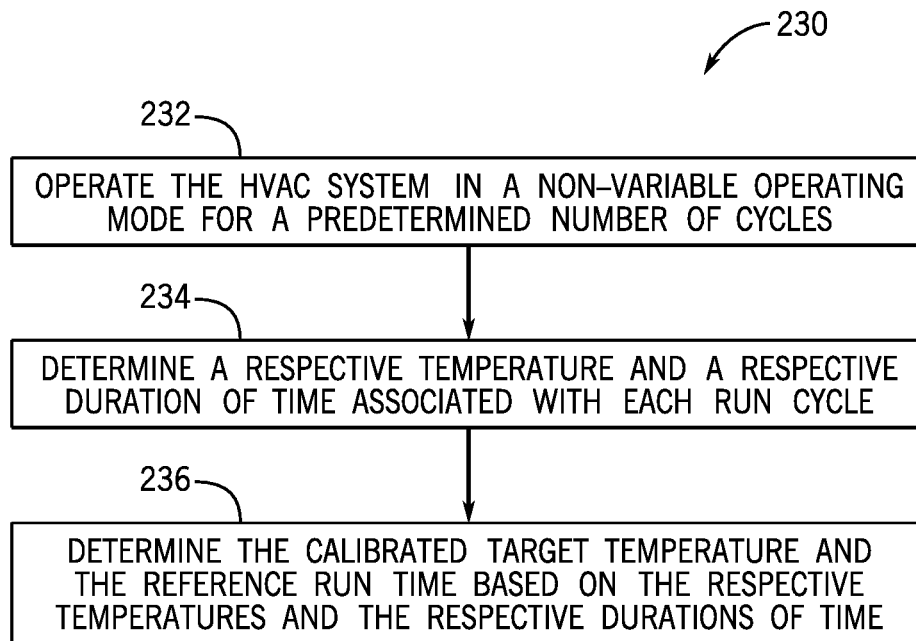 230
232
OPERATE THE HVAC SYSTEM IN A NON-VARIABLE OPERATING
MODE FOR A PREDETERMINED NUMBER OF CYCLES
234
DETERMINE A RESPECTIVE TEMPERATURE AND A RESPECTIVE
DURATION OF TIME ASSOCIATED WITH EACH RUN CYCLE
236
DETERMINE THE CALIBRATED TARGET TEMPERATURE AND
THE REFERENCE RUN TIME BASED ON THE RESPECTIVE
TEMPERATURES AND THE RESPECTIVE DURATIONS OF TIME